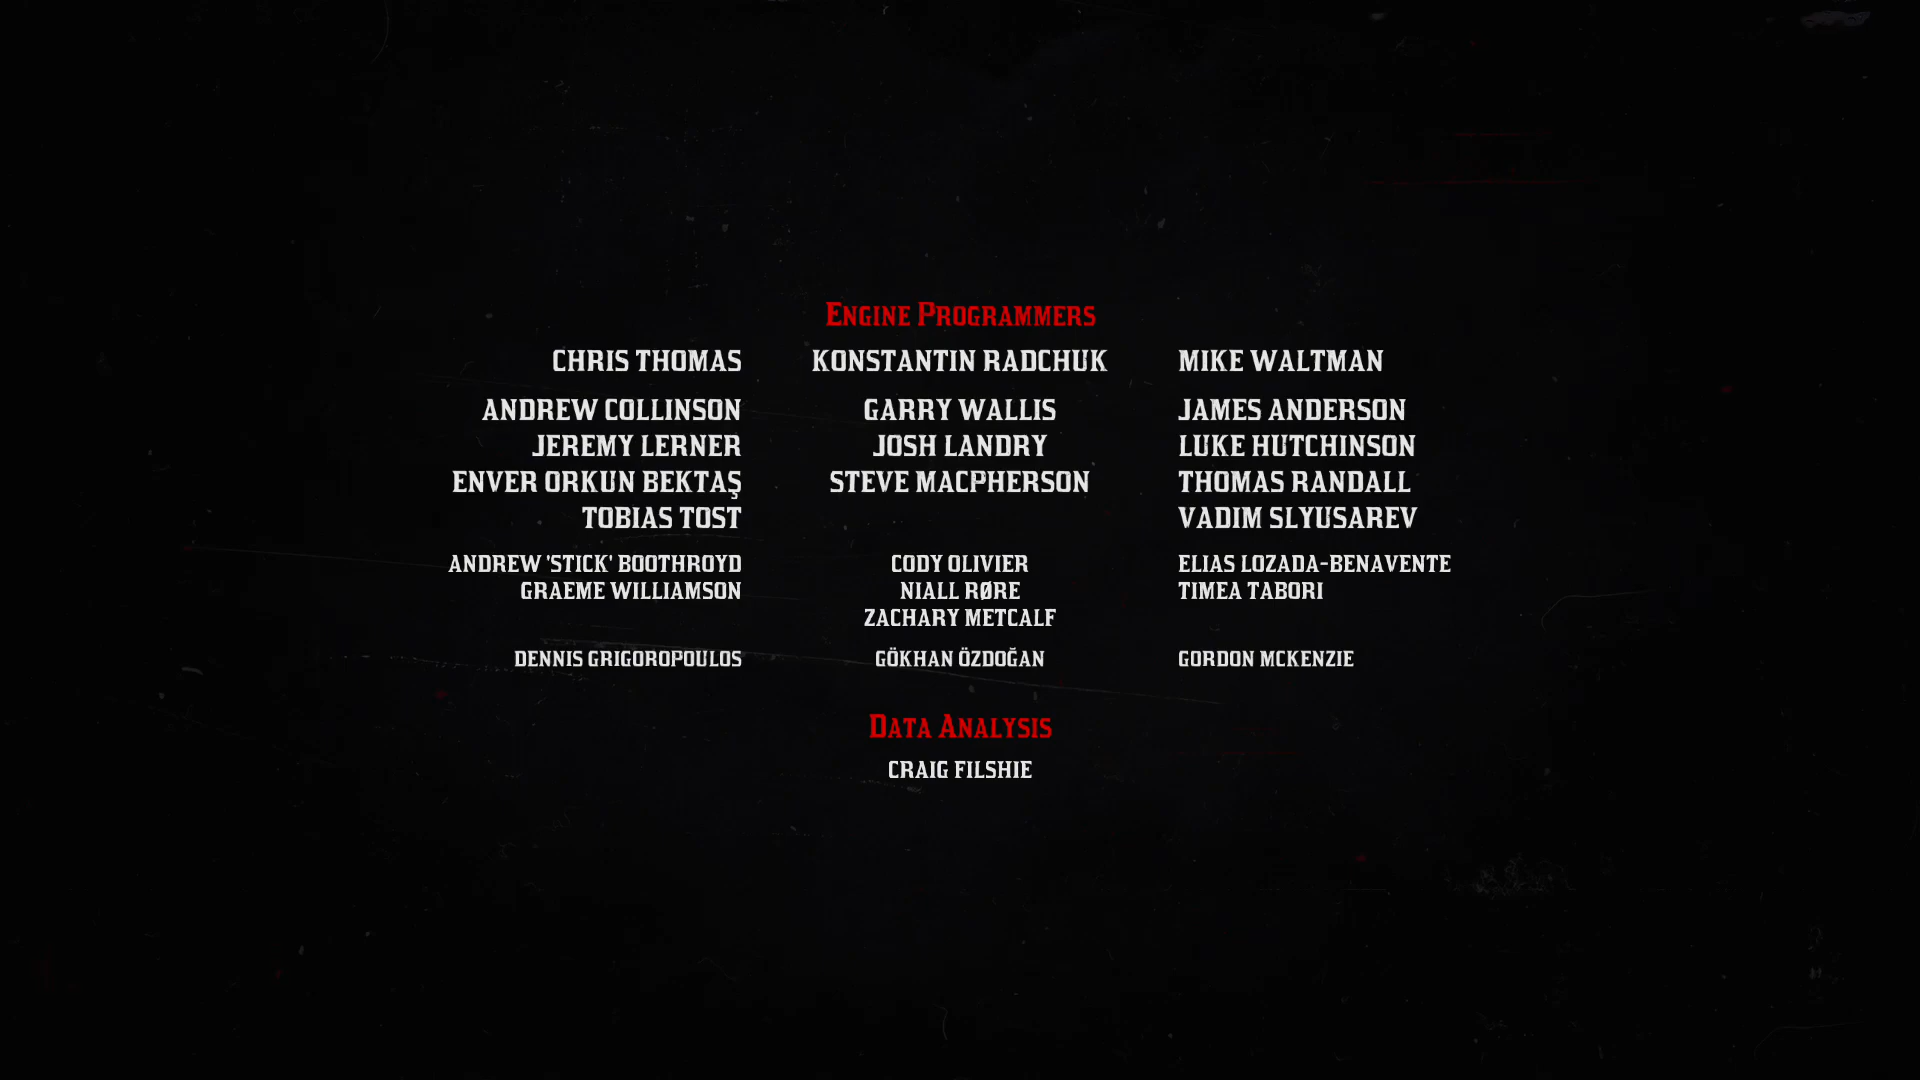 Engine Programmers
CHRIS THOMAS KONSTANTIN RADCHUK MIKE WALTMAN
ANDREW COLLINSON GARRY WALLIS JAMES ANDERSON
JEREMY LERNER JOSH LANDRY LUKE HUTCHINSON
ENVER ORKUN BEKTAŞ STEVE MACPHERSON THOMAS RANDALL
TOBIAS TOST VADIM SLYUSAREV
ANDREW 'STICK' BOOTHROYD CODY OLIVIER ELIAS LOZADA-BENAVENTE
GRAEME WILLIAMSON NIALL RØRE TIMEA TABORI
ZACHARY METCALF
DENNIS GRIGOROPOULOS GÖKHAN ÖZDOĞAN GORDON MCKENZIE
Data Analysis
CRAIG FILSHIE